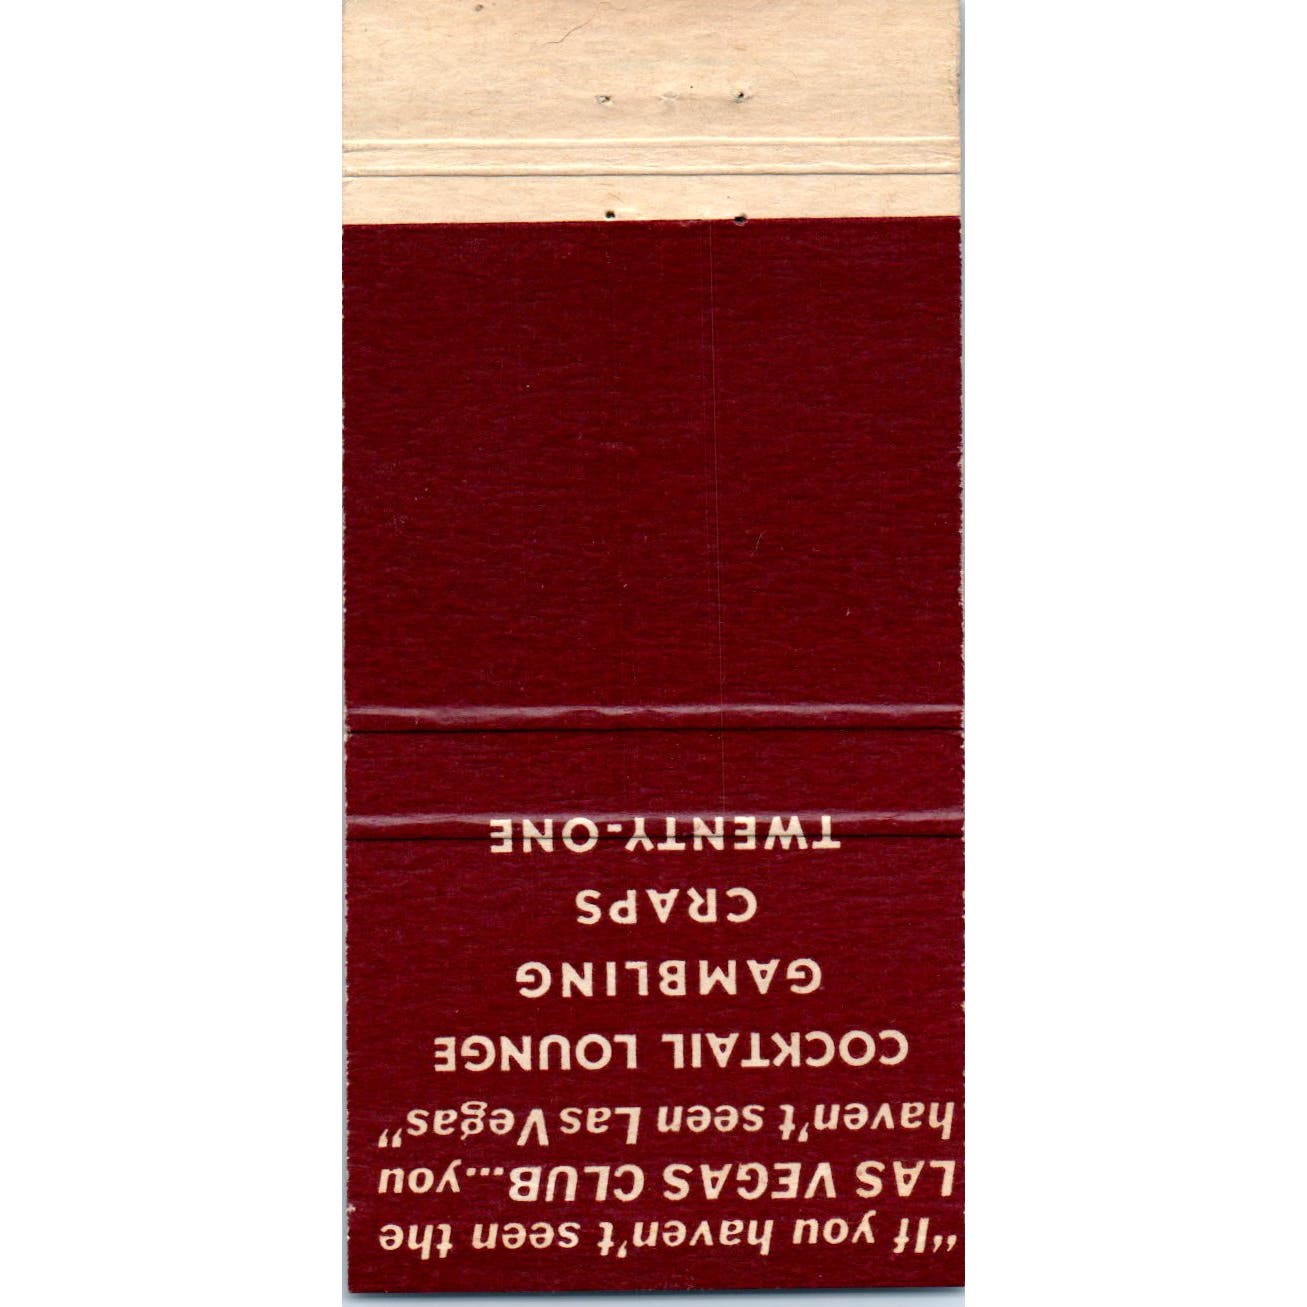 "If you haven't seen the
LAS VEGAS CLUB...you
haven't seen Las Vegas"
COCKTAIL LOUNGE
GAMBLING
CRAPS
TWENTY-ONE